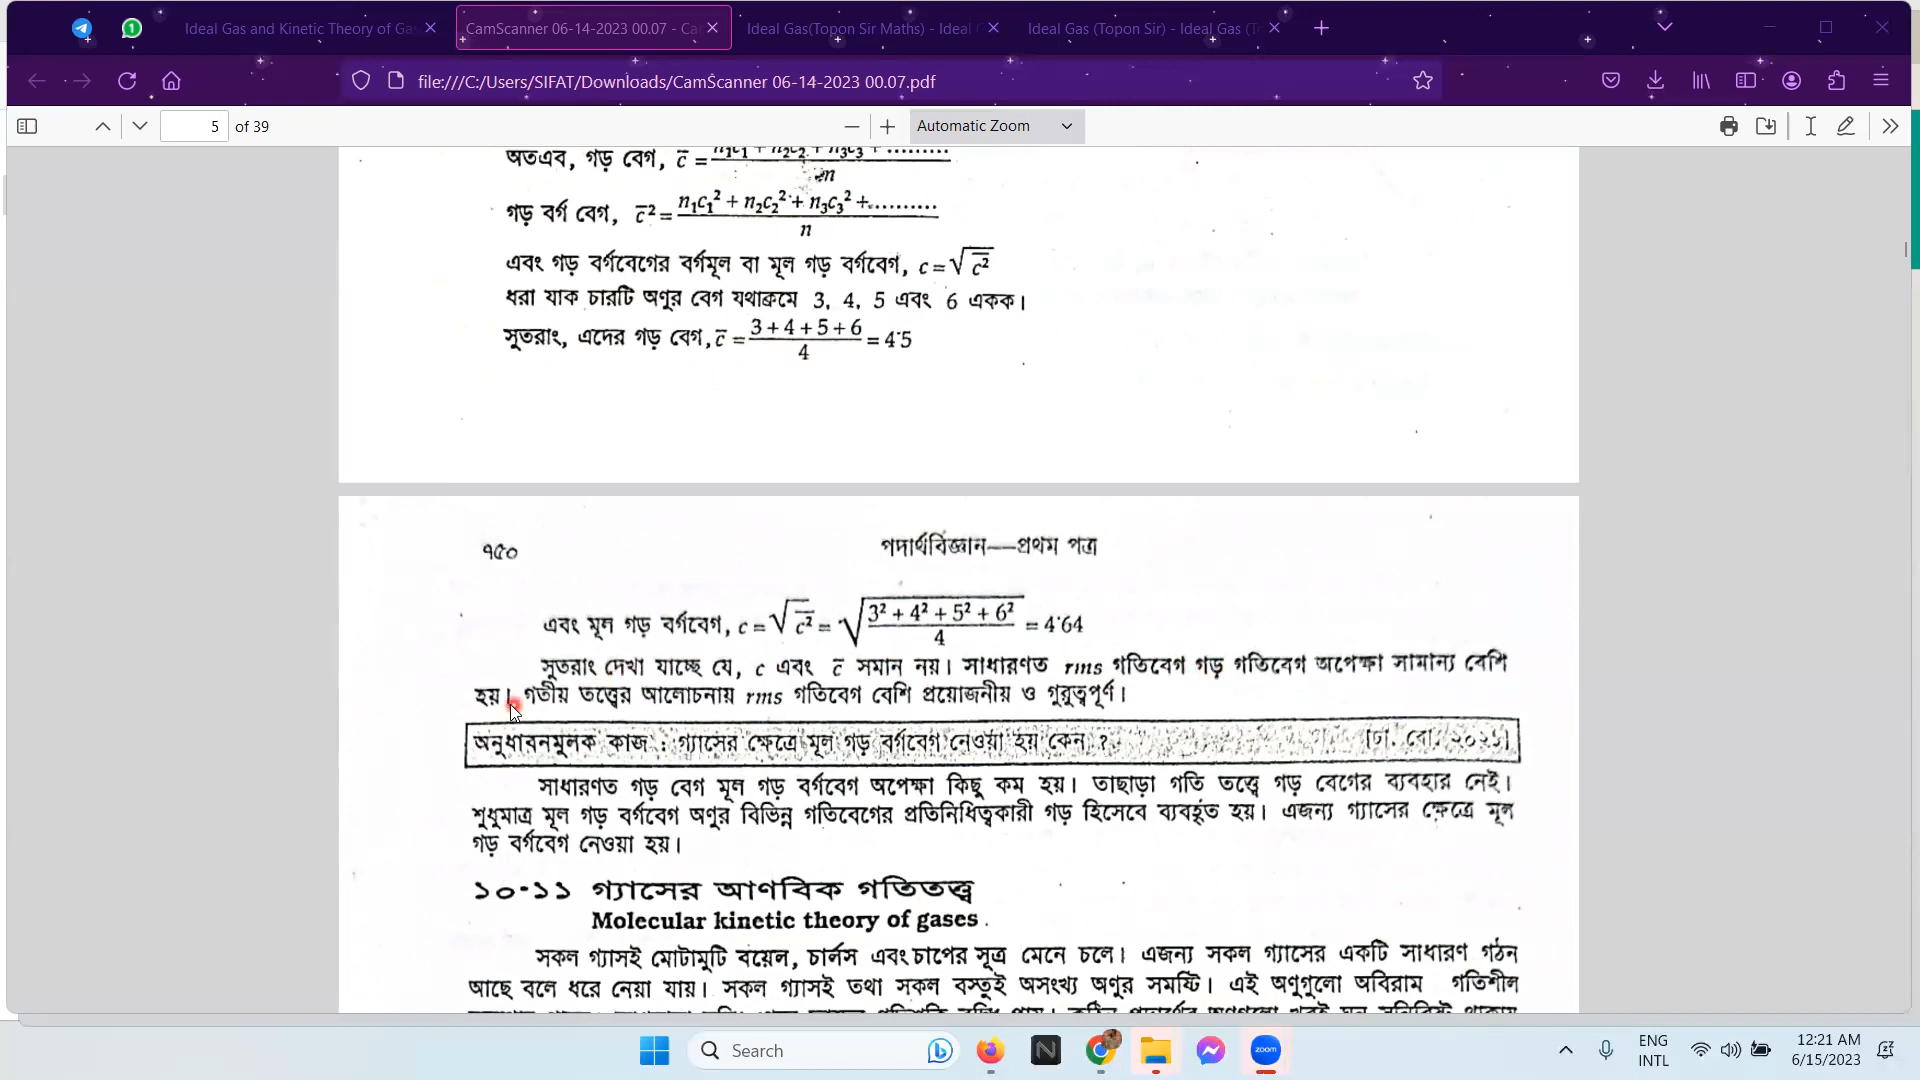 Ideal Gas and Kinetic Theory of Ga
CamScanner 06-14-2023 00.07 - Ca
Ideal Gas(Topon Sir Maths) - Ideal
Ideal Gas (Topon Sir) - Ideal Gas (T
file:///C:/Users/SIFAT/Downloads/CamScanner 06-14-2023 00.07.pdf
5 of 39
Automatic Zoom
অতএব, গড় বেগ, c̄ = (n₁c₁ + n₂c₂ + n₃c₃ + ………)/n
গড় বর্গ বেগ, c̄² = (n₁c₁² + n₂c₂² + n₃c₃² + ………)/n
এবং গড় বর্গবেগের বর্গমূল বা মূল গড় বর্গবেগ, c = √c̄²
ধরা যাক চারটি অণুর বেগ যথাক্রমে 3, 4, 5 এবং 6 একক।
সুতরাং, এদের গড় বেগ, c̄ = (3 + 4 + 5 + 6)/4 = 4·5
৭৫০
পদার্থবিজ্ঞান—প্রথম পত্র
এবং মূল গড় বর্গবেগ, c = √c̄² = √((3² + 4² + 5² + 6²)/4) = 4·64
সুতরাং দেখা যাচ্ছে যে, c এবং c̄ সমান নয়। সাধারণত rms গতিবেগ গড় গতিবেগ অপেক্ষা সামান্য বেশি
হয়। গতীয় তত্ত্বের আলোচনায় rms গতিবেগ বেশি প্রয়োজনীয় ও গুরুত্বপূর্ণ।
অনুধাবনমূলক কাজ : গ্যাসের ক্ষেত্রে মূল গড় বর্গবেগ নেওয়া হয় কেন ?
সাধারণত গড় বেগ মূল গড় বর্গবেগ অপেক্ষা কিছু কম হয়। তাছাড়া গতি তত্ত্বে গড় বেগের ব্যবহার নেই।
শুধুমাত্র মূল গড় বর্গবেগ অণুর বিভিন্ন গতিবেগের প্রতিনিধিত্বকারী গড় হিসেবে ব্যবহৃত হয়। এজন্য গ্যাসের ক্ষেত্রে মূল
গড় বর্গবেগ নেওয়া হয়।
১০·১১ গ্যাসের আণবিক গতিতত্ত্ব
Molecular kinetic theory of gases
সকল গ্যাসই মোটামুটি বয়েল, চার্লস এবং চাপের সূত্র মেনে চলে। এজন্য সকল গ্যাসের একটি সাধারণ গঠন
আছে বলে ধরে নেয়া যায়। সকল গ্যাসই তথা সকল বস্তুই অসংখ্য অণুর সমষ্টি। এই অণুগুলো অবিরাম গতিশীল
Search
zoom
ENG
INTL
12:21 AM
6/15/2023